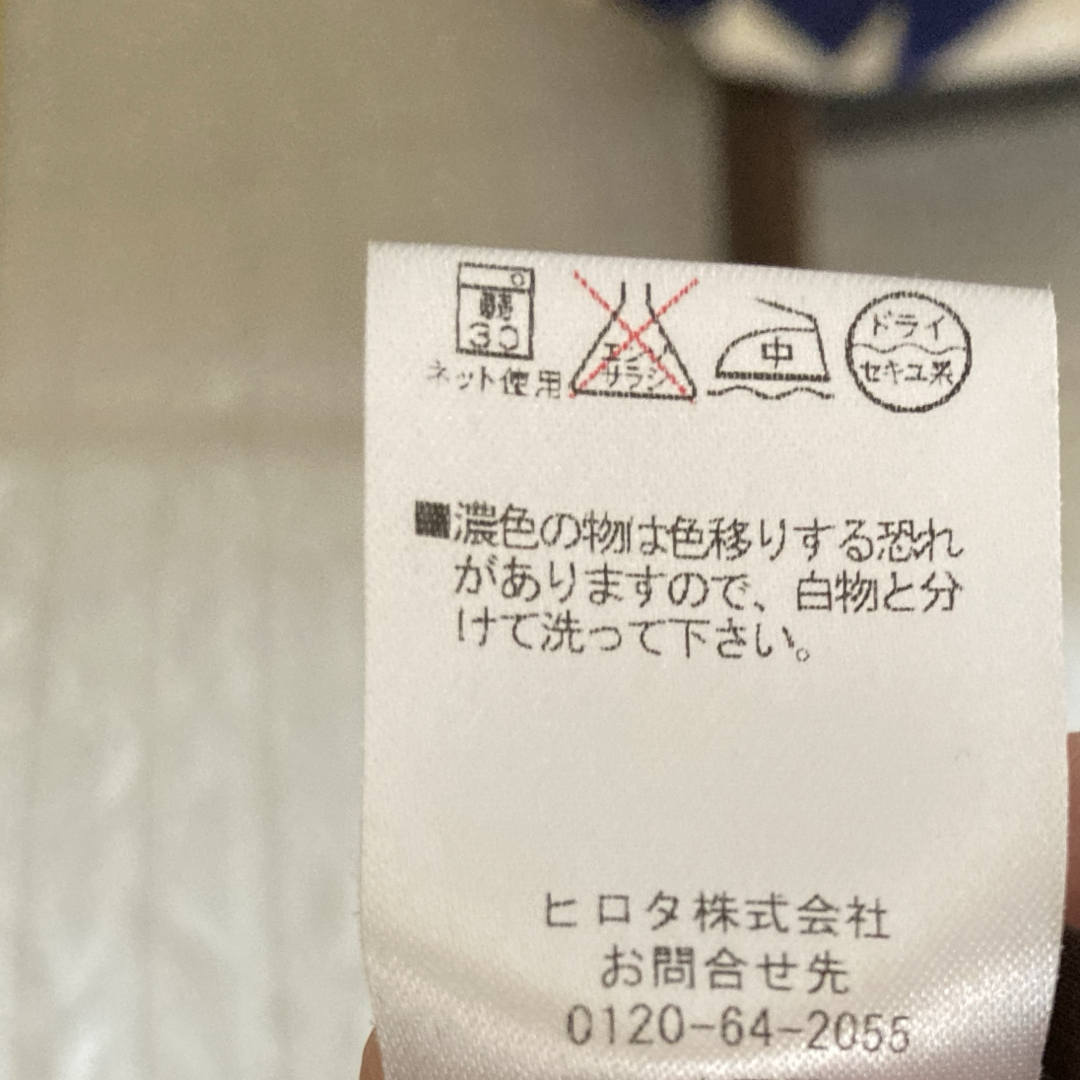 弱
30
ネット使用
エンソ
サラシ
中
ドライ
セキユ系
■濃色の物は色移りする恐れ
がありますので、白物と分
けて洗って下さい。
ヒロタ株式会社
お問合せ先
0120-64-2055